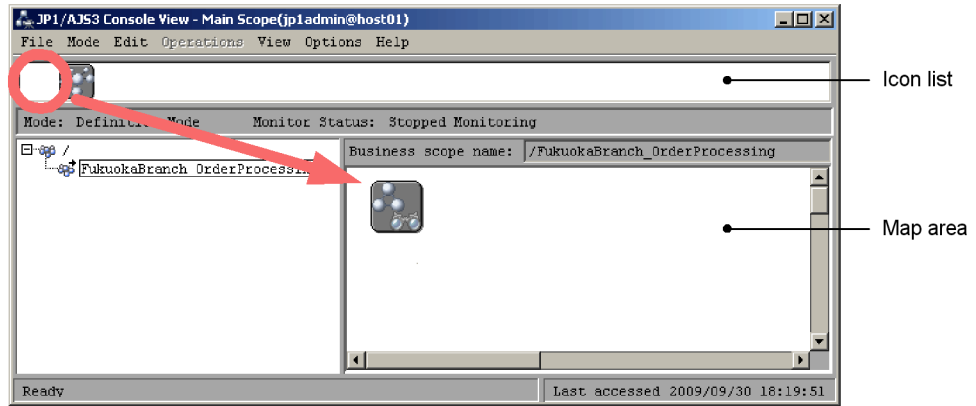 JP1/AJS3 Console View - Main Scope(jp1admin@host01)
File Mode Edit Operations View Options Help
Icon list
Mode: Definition Mode Monitor Status: Stopped Monitoring
/
Business scope name: /FukuokaBranch_OrderProcessing
FukuokaBranch_OrderProcessin
Map area
Ready
Last accessed 2009/09/30 18:19:51